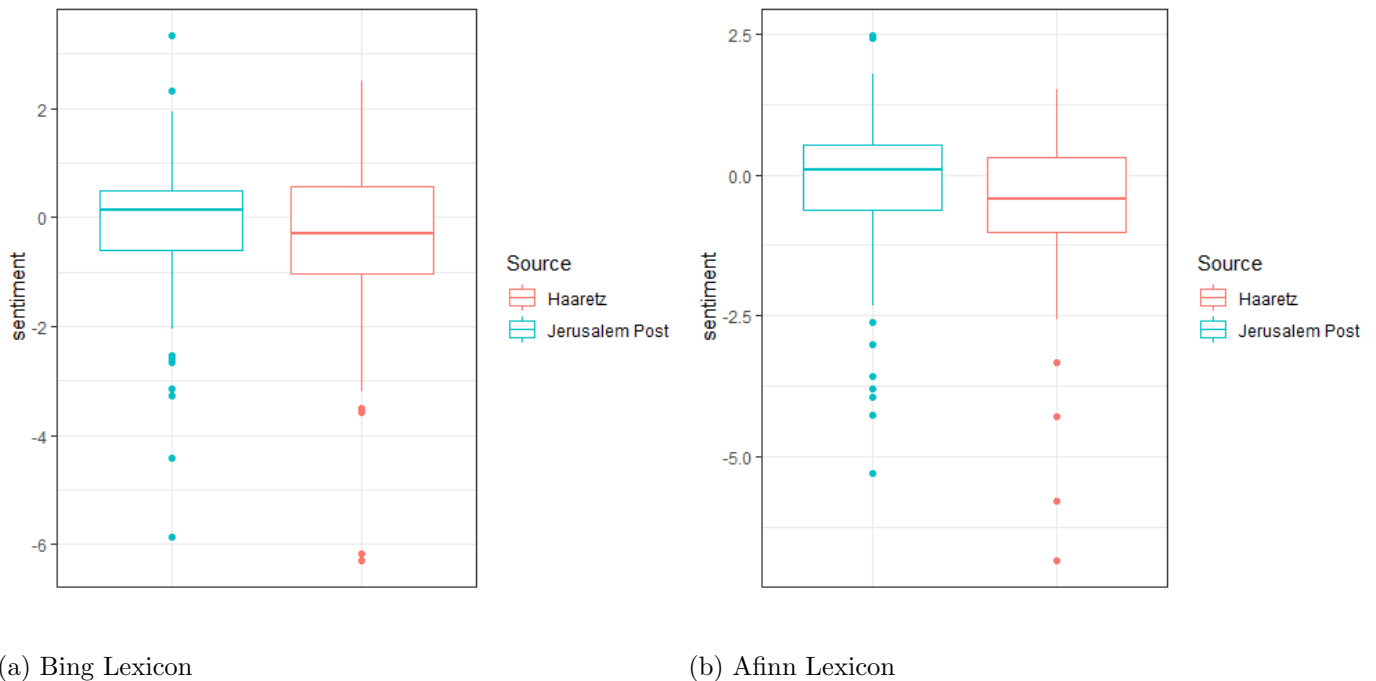 2
0
-2
-4
-6
sentiment
Source
Haaretz
Jerusalem Post
(a) Bing Lexicon
2.5
0.0
-2.5
-5.0
sentiment
Source
Haaretz
Jerusalem Post
(b) Afinn Lexicon